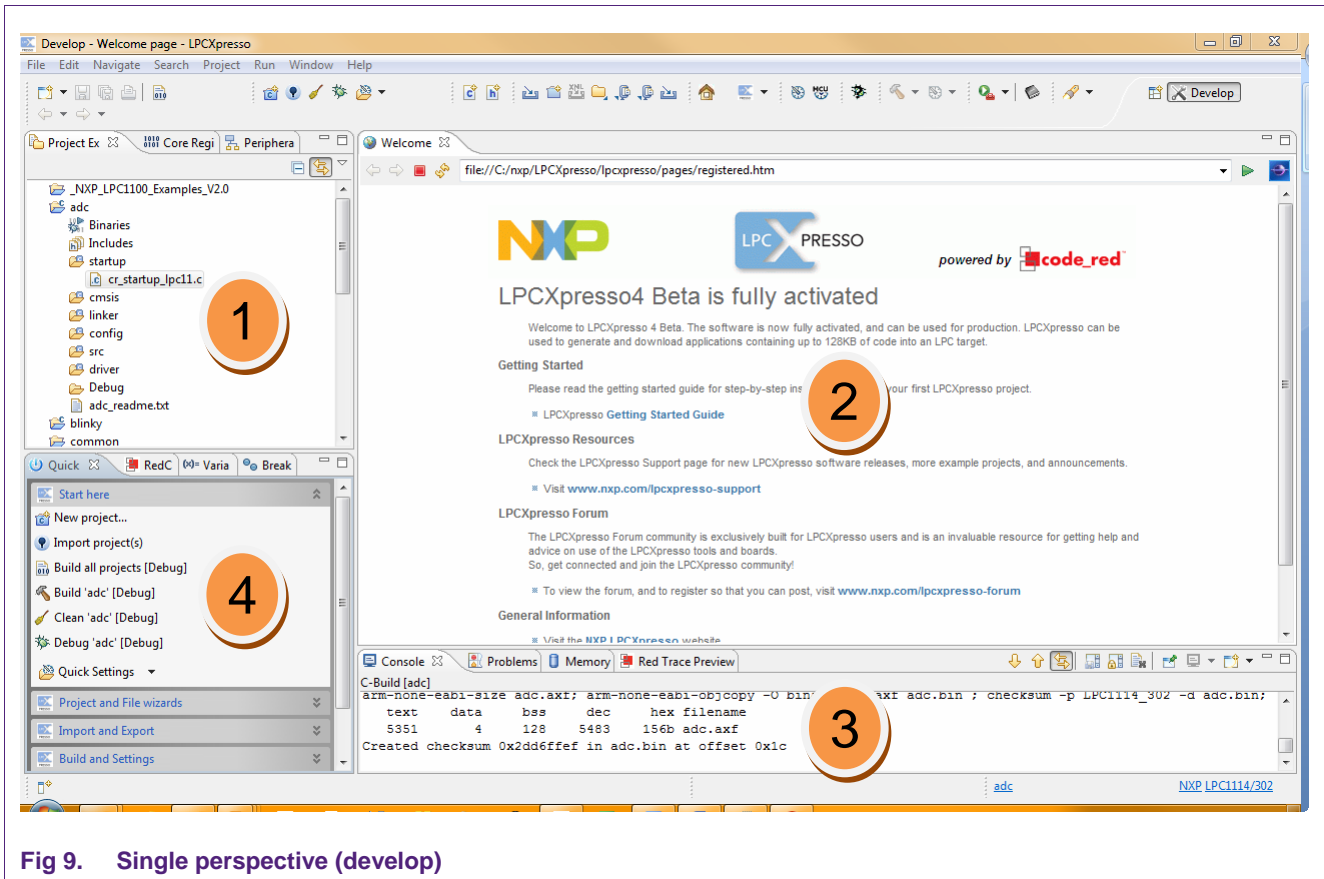 Develop - Welcome page - LPCXpresso
File Edit Navigate Search Project Run Window Help
Develop
Project Ex
Core Regi
Periphera
_NXP_LPC1100_Examples_V2.0
adc
Binaries
Includes
startup
cr_startup_lpc11.c
cmsis
linker
config
src
driver
Debug
adc_readme.txt
blinky
common
1
Welcome
file://C:/nxp/LPCXpresso/lpcxpresso/pages/registered.htm
NXP
LPCXPRESSO
powered by code_red
LPCXpresso4 Beta is fully activated
Welcome to LPCXpresso 4 Beta. The software is now fully activated, and can be used for production. LPCXpresso can be
used to generate and download applications containing up to 128KB of code into an LPC target.
Getting Started
Please read the getting started guide for step-by-step your first LPCXpresso project.
LPCXpresso Getting Started Guide
LPCXpresso Resources
Check the LPCXpresso Support page for new LPCXpresso software releases, more example projects, and announcements.
Visit www.nxp.com/lpcxpresso-support
LPCXpresso Forum
The LPCXpresso Forum community is exclusively built for LPCXpresso users and is an invaluable resource for getting help and
advice on use of the LPCXpresso tools and boards.
So, get connected and join the LPCXpresso community!
To view the forum, and to register so that you can post, visit www.nxp.com/lpcxpresso-forum
General Information
Visit the NXP LPCXpresso website
2
Quick
RedC
(x)= Varia
Break
Start here
New project...
Import project(s)
Build all projects [Debug]
Build 'adc' [Debug]
Clean 'adc' [Debug]
Debug 'adc' [Debug]
Quick Settings
Project and File wizards
Import and Export
Build and Settings
4
Console
Problems
Memory
Red Trace Preview
C-Build [adc]
arm-none-eabi-size adc.axf; arm-none-eabi-objcopy -O axf adc.bin ; checksum -p LPC1114_302 -d adc.bin;
text data bss dec hex filename
5351 4 128 5483 156b adc.axf
Created checksum 0x2dd6ffef in adc.bin at offset 0x1c
3
adc
NXP LPC1114/302
Fig 9. Single perspective (develop)